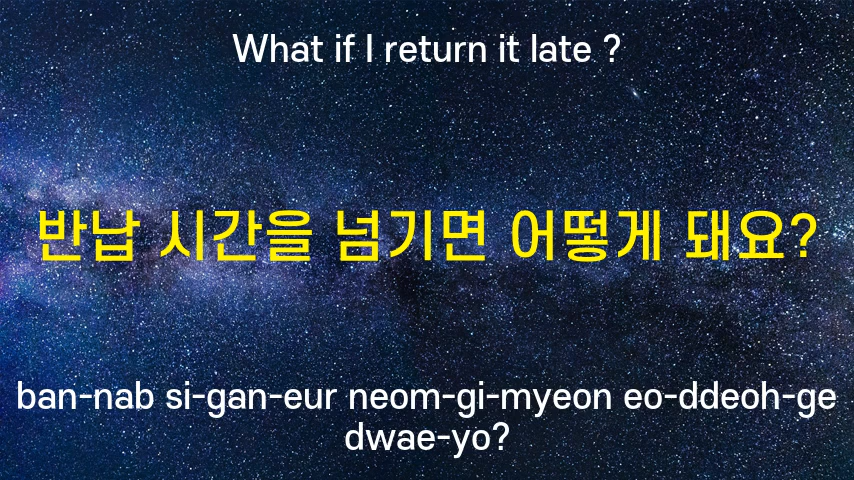 What if I return it late ?
반납 시간을 넘기면 어떻게 돼요?
ban-nab si-gan-eur neom-gi-myeon eo-ddeoh-ge
dwae-yo?